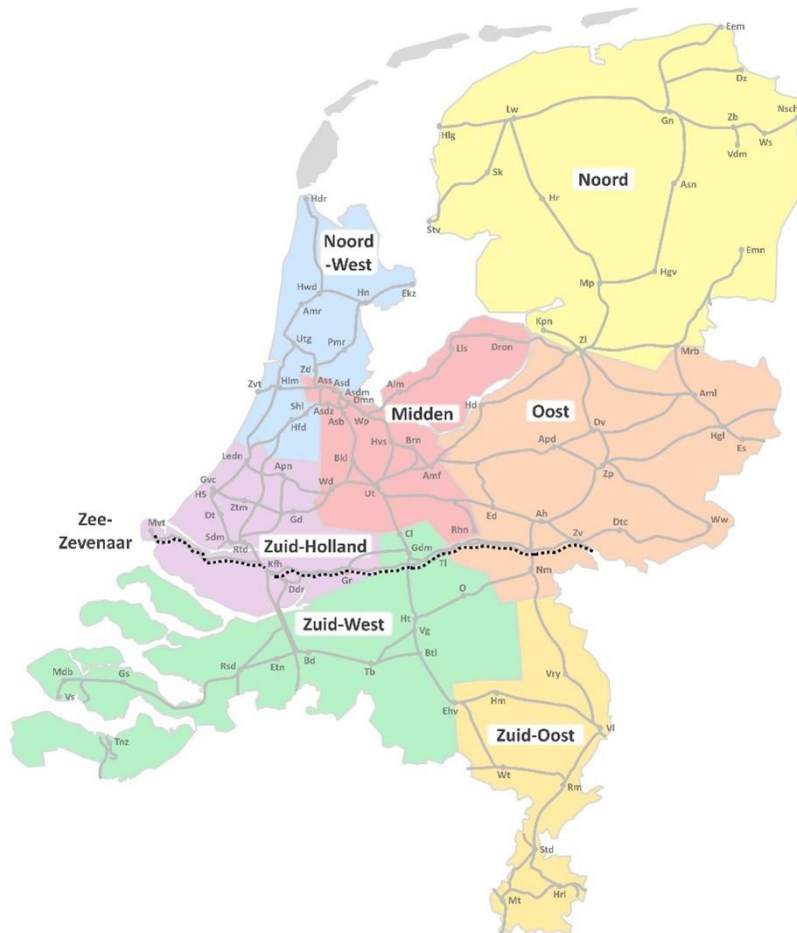 Eem
Dz
Nsch
Lw
Gn
Zb
Hlg
Ws
Vdm
Sk
Noord
Asn
Hdr
Hr
Stv
Noord
-West
Emn
Hgv
Mp
Hwd
Hn
Ekz
Amr
Kpn
Utg
Pmr
Lls
Dron
Zl
Mrb
Zd
Zvt
Hlm
Ass
Asd
Asdm
Dmn
Alm
Aml
Shl
Asdz
Wp
Midden
Hd
Oost
Hfd
Asb
Dv
Hgl
Hvs
Brn
Apd
Es
Ledn
Bkl
Apn
Amf
Zp
Gvc
HS
Wd
Ut
Zee-
Zevenaar
Mvt
Dt
Ztm
Gd
Ed
Ah
Dtc
Ww
Sdm
Rtd
Zuid-Holland
Cl
Rhn
Zv
Kfh
Gdm
Tl
Nm
Ddr
Gr
O
Zuid-West
Ht
Vg
Mdb
Gs
Rsd
Etn
Bd
Tb
Btl
Vry
Vs
Hm
Ehv
Tnz
Zuid-Oost
Vl
Wt
Rm
Std
Mt
Hrl